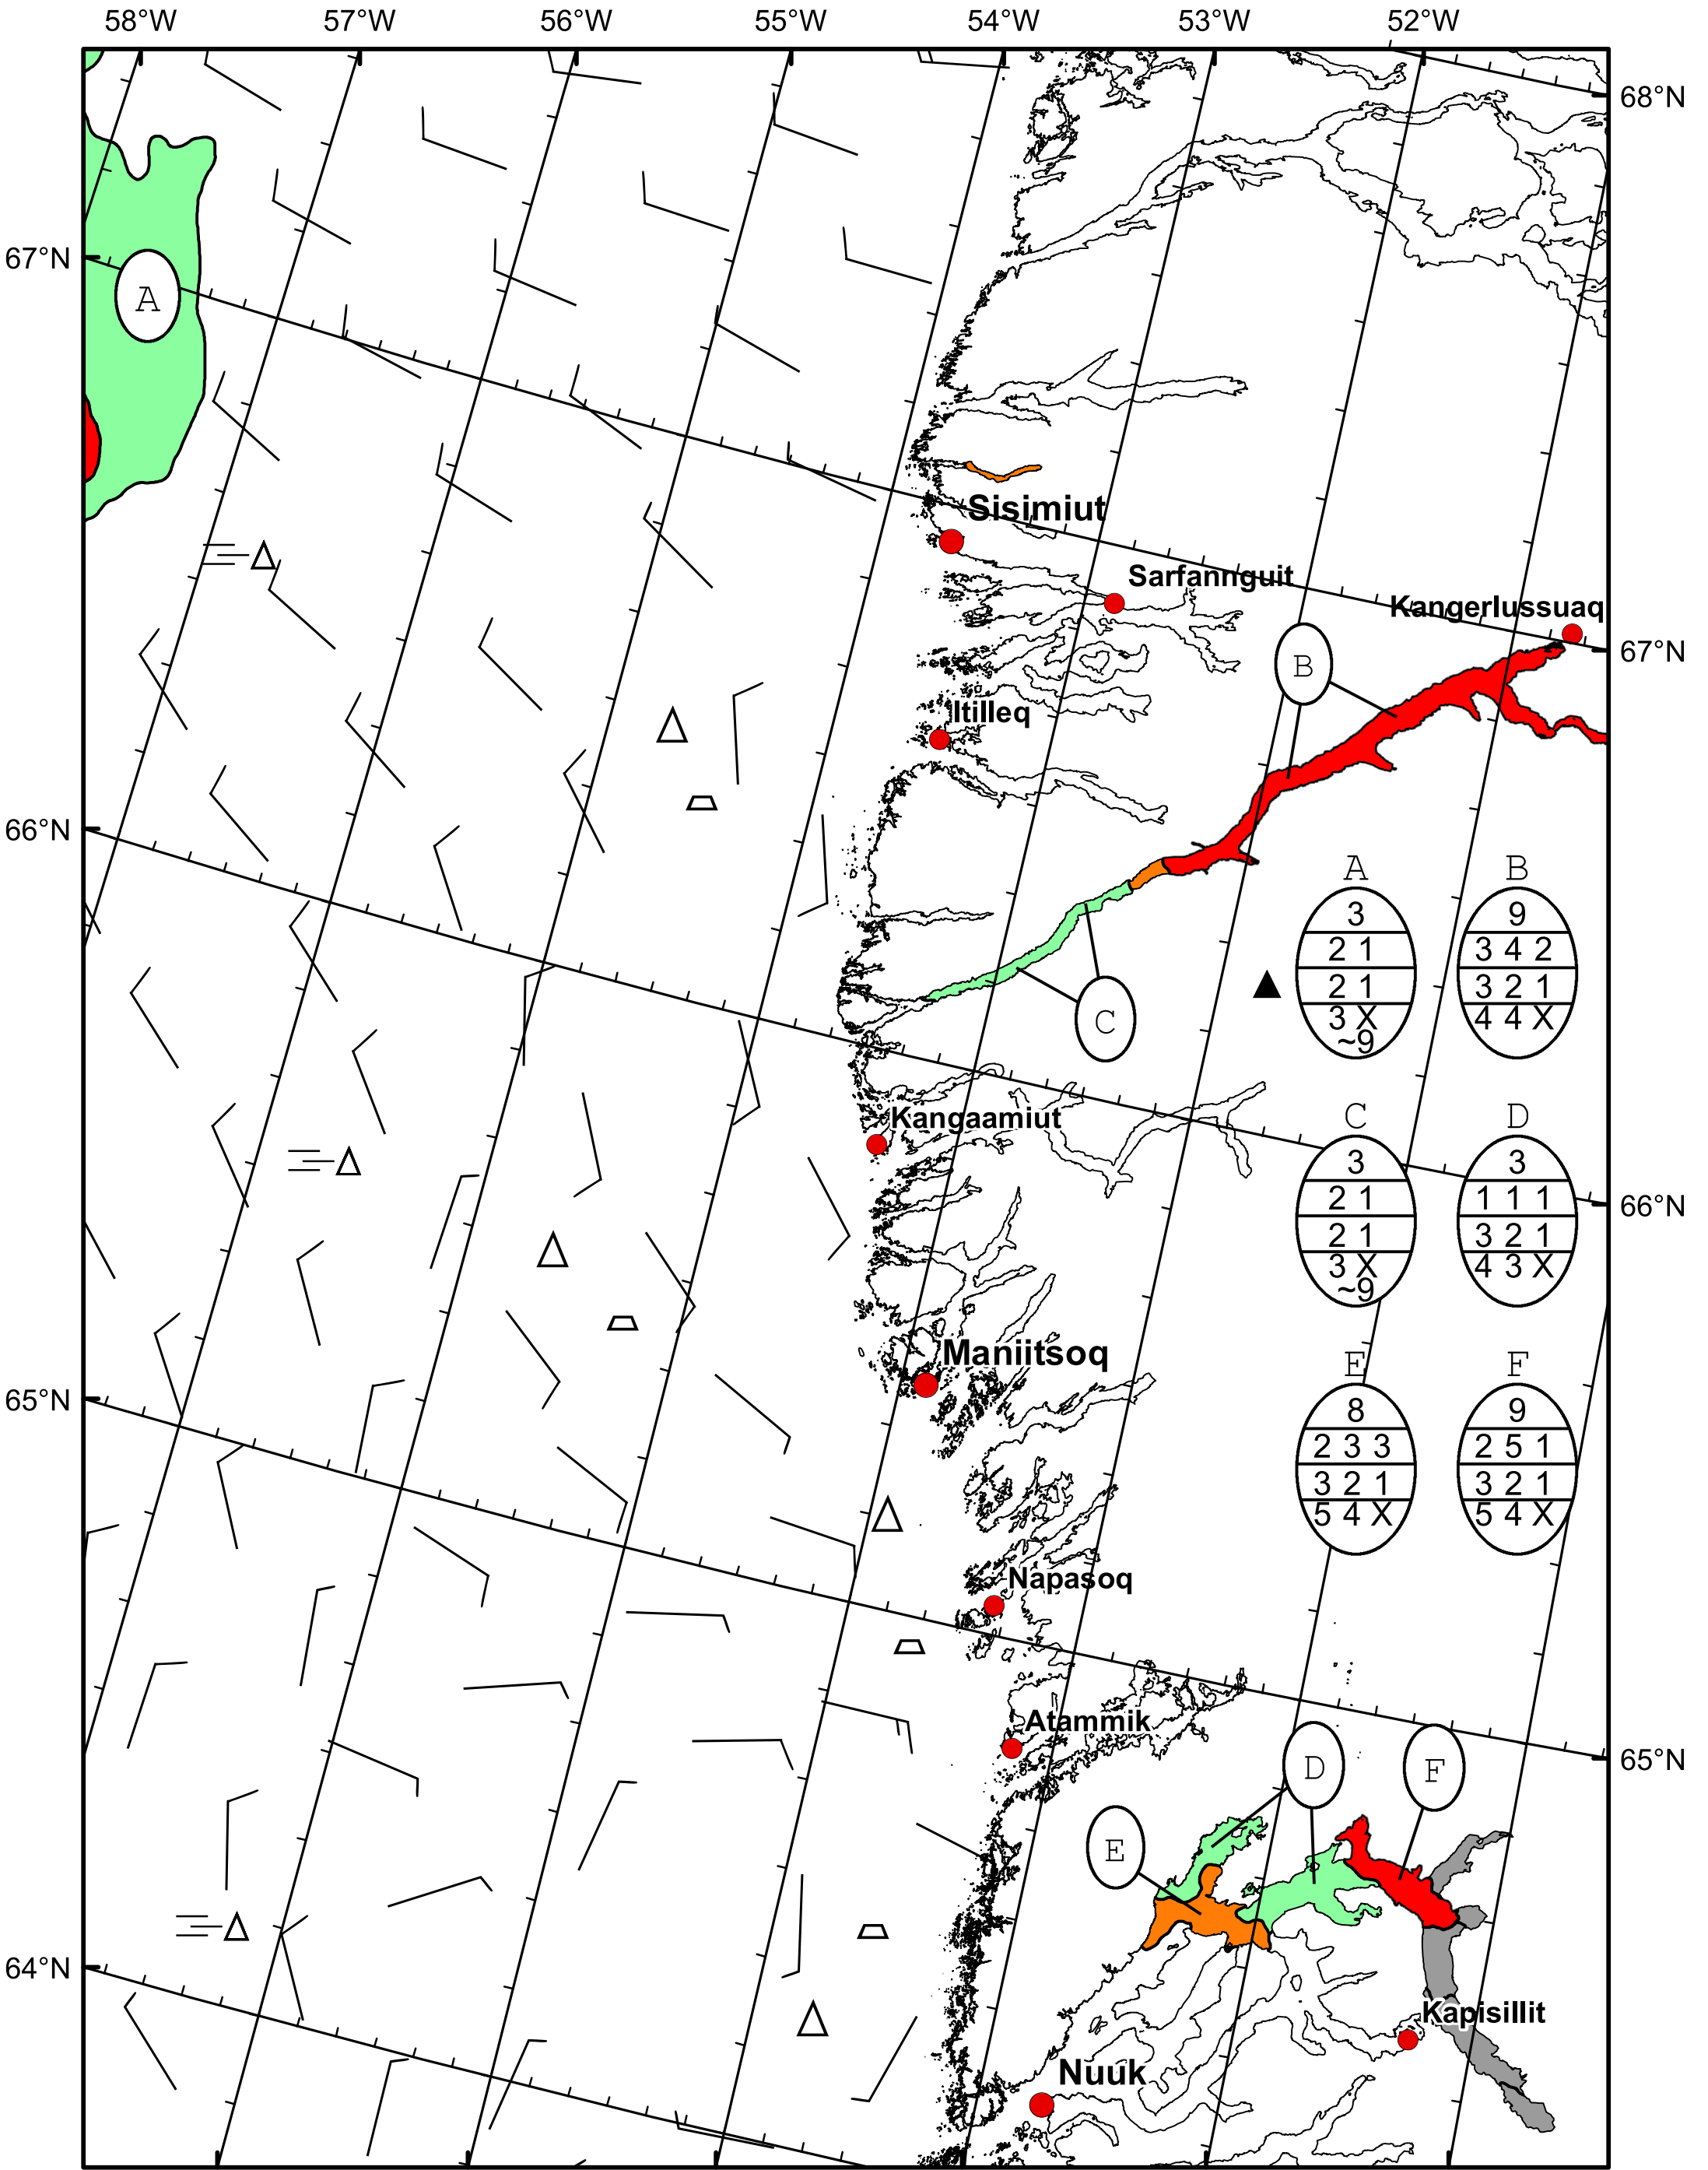 58°W 57°W 56°W 55°W 54°W 53°W 52°W
68°N
67°N
A
Sisimiut
Sarfannguit
Kangerlussuaq
67°N
B
Itilleq
66°N
A B
3 9
2 1 3 4 2
2 1 3 2 1
3 X 4 4 X
~9
C
Kangaamiut
C D
3 3
2 1 1 1 1
66°N
2 1 3 2 1
3 X 4 3 X
~9
Maniitsoq
65°N
E F
8 9
2 3 3 2 5 1
3 2 1 3 2 1
5 4 X 5 4 X
Napasoq
Atammik
65°N
D F
E
64°N
Kapisillit
Nuuk